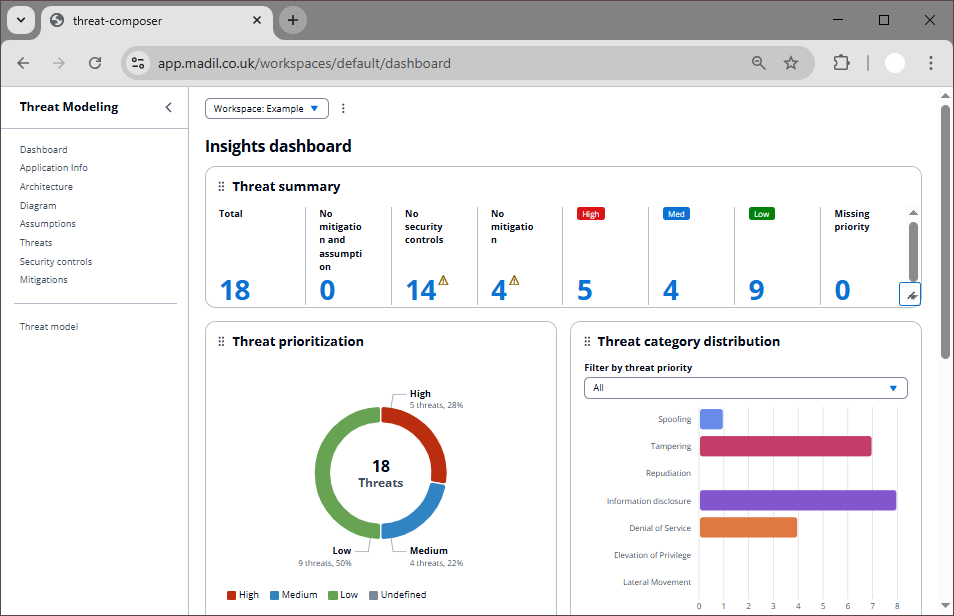 threat-composer
app.madil.co.uk/workspaces/default/dashboard
Threat Modeling
Dashboard
Application Info
Architecture
Diagram
Assumptions
Threats
Security controls
Mitigations
Threat model
Workspace: Example
Insights dashboard
Threat summary
Total
18
No
mitigatio
n and
assumpti
on
0
No
security
controls
14
No
mitigatio
n
4
High
5
Med
4
Low
9
Missing
priority
0
Threat prioritization
High
5 threats, 28%
18
Threats
Low
9 threats, 50%
Medium
4 threats, 22%
High Medium Low Undefined
Threat category distribution
Filter by threat priority
All
Spoofing
Tampering
Repudiation
Information disclosure
Denial of Service
Elevation of Privilege
Lateral Movement
0 1 2 3 4 5 6 7 8